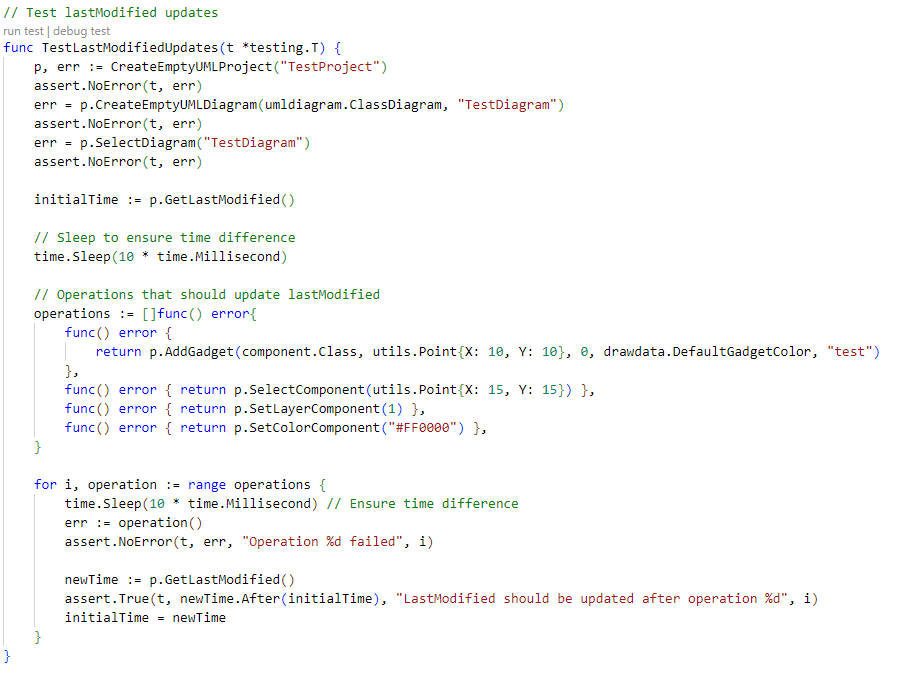 // Test lastModified updates
run test | debug test
func TestLastModifiedUpdates(t *testing.T) {
    p, err := CreateEmptyUMLProject("TestProject")
    assert.NoError(t, err)
    err = p.CreateEmptyUMLDiagram(umldiagram.ClassDiagram, "TestDiagram")
    assert.NoError(t, err)
    err = p.SelectDiagram("TestDiagram")
    assert.NoError(t, err)

    initialTime := p.GetLastModified()

    // Sleep to ensure time difference
    time.Sleep(10 * time.Millisecond)

    // Operations that should update lastModified
    operations := []func() error{
        func() error {
            return p.AddGadget(component.Class, utils.Point{X: 10, Y: 10}, 0, drawdata.DefaultGadgetColor, "test")
        },
        func() error { return p.SelectComponent(utils.Point{X: 15, Y: 15}) },
        func() error { return p.SetLayerComponent(1) },
        func() error { return p.SetColorComponent("#FF0000") },
    }

    for i, operation := range operations {
        time.Sleep(10 * time.Millisecond) // Ensure time difference
        err := operation()
        assert.NoError(t, err, "Operation %d failed", i)

        newTime := p.GetLastModified()
        assert.True(t, newTime.After(initialTime), "LastModified should be updated after operation %d", i)
        initialTime = newTime
    }
}